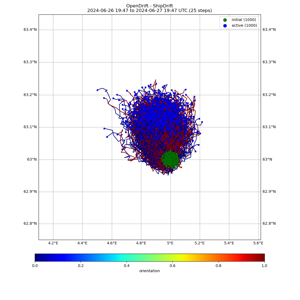 OpenDrift - ShipDrift
2024-06-26 19:47 to 2024-06-27 19:47 UTC (25 steps)
initial (1000)
active (1000)
63.4°N 63.4°N
63.3°N 63.3°N
63.2°N 63.2°N
63.1°N 63.1°N
63°N 63°N
62.9°N 62.9°N
62.8°N 62.8°N
4.2°E 4.4°E 4.6°E 4.8°E 5°E 5.2°E 5.4°E 5.6°E
0.0 0.2 0.4 0.6 0.8 1.0
orientation